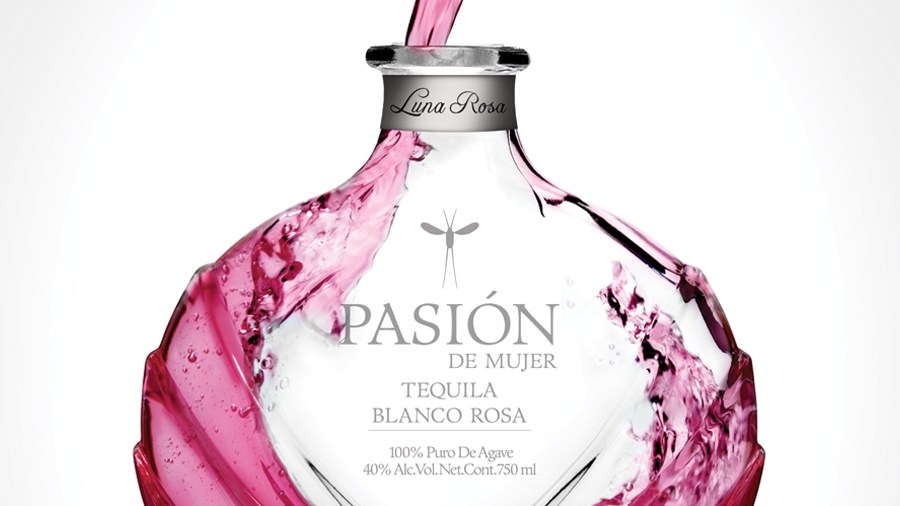 Luna Rosa
PASIÓN
DE MUJER
TEQUILA
BLANCO ROSA
100% Puro De Agave
40% Alc.Vol.Net.Cont.750 ml